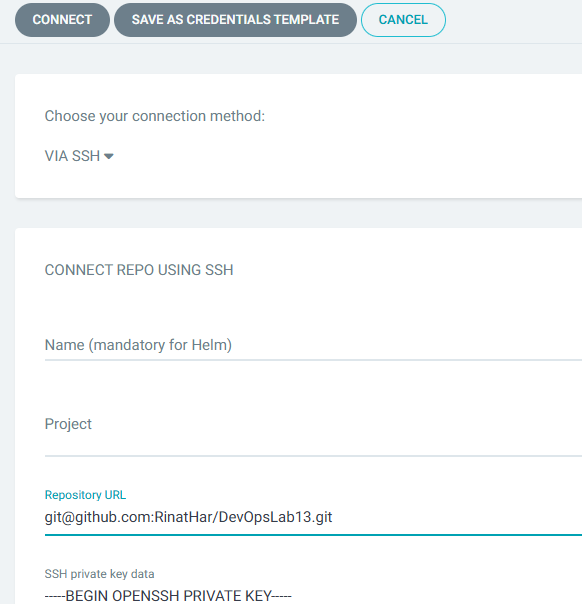 CONNECT SAVE AS CREDENTIALS TEMPLATE CANCEL
Choose your connection method:
VIA SSH
CONNECT REPO USING SSH
Name (mandatory for Helm)
Project
Repository URL
git@github.com:RinatHar/DevOpsLab13.git
SSH private key data
-----BEGIN OPENSSH PRIVATE KEY-----